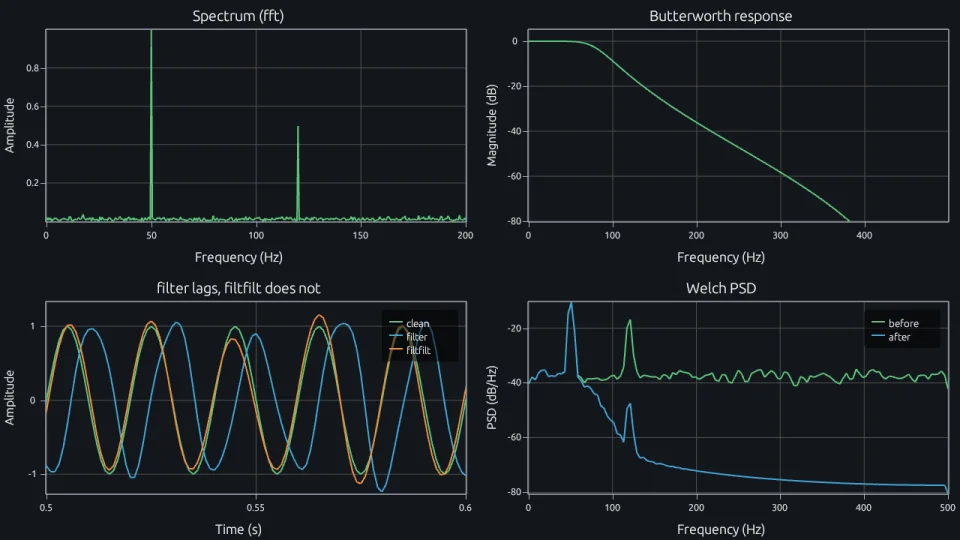 Spectrum (fft)
Amplitude
0.8
0.6
0.4
0.2
0
50
100
150
200
Frequency (Hz)
Butterworth response
Magnitude (dB)
0
-20
-40
-60
-80
0
100
200
300
400
Frequency (Hz)
filter lags, filtfilt does not
Amplitude
1
0
-1
clean
filter
filtfilt
0.5
0.55
0.6
Time (s)
Welch PSD
PSD (dB/Hz)
-20
-40
-60
-80
before
after
0
100
200
300
400
500
Frequency (Hz)